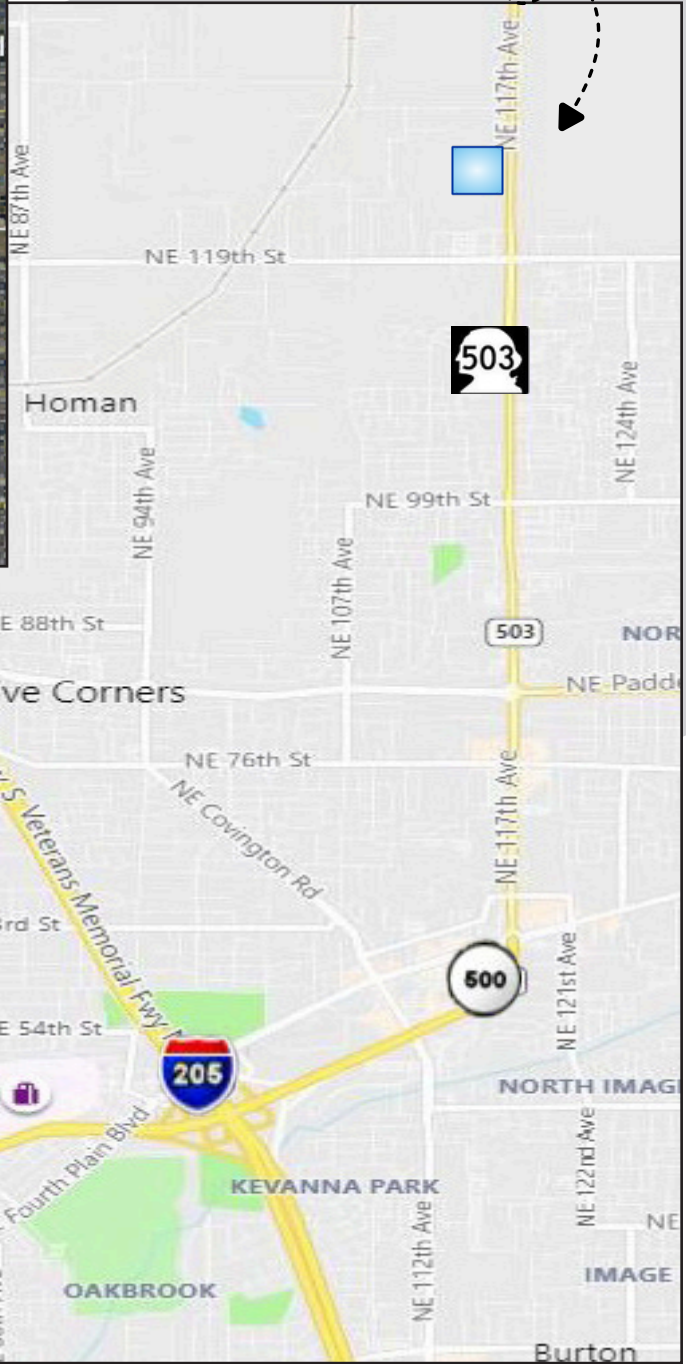 NE 117th Ave
NE 87th Ave
NE 119th St
503
Homan
NE 124th Ave
NE 94th Ave
NE 99th St
NE 107th Ave
E 88th St
503
NOR
ve Corners
NE Padd
NE 76th St
NE 117th Ave
NE Covington Rd
S Veterans Memorial Fwy
3rd St
500
NE 121st Ave
E 54th St
205
NORTH IMAG
Fourth Plain Blvd
NE 122nd Ave
KEVANNA PARK
NE 112th Ave
NE
IMAGE
OAKBROOK
Burton